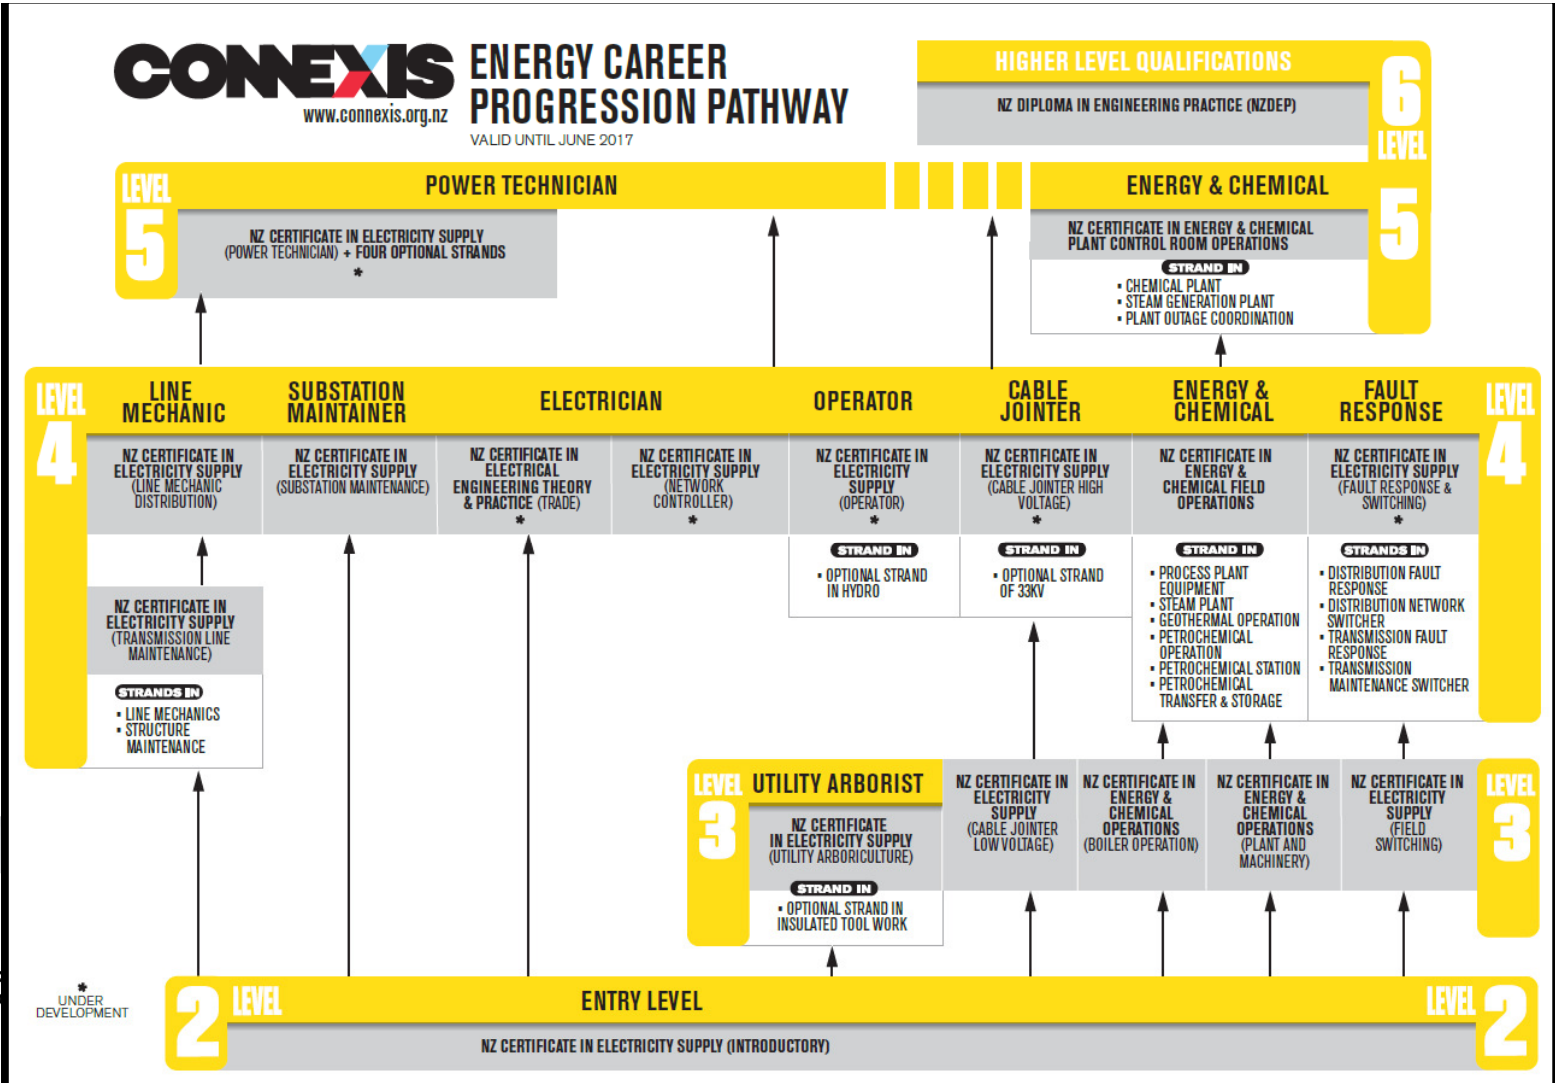 CONNEXIS
www.connexis.org.nz
ENERGY CAREER
PROGRESSION PATHWAY
VALID UNTIL JUNE 2017
HIGHER LEVEL QUALIFICATIONS
NZ DIPLOMA IN ENGINEERING PRACTICE (NZDEP)
6
LEVEL
LEVEL
5
POWER TECHNICIAN
NZ CERTIFICATE IN ELECTRICITY SUPPLY
(POWER TECHNICIAN) + FOUR OPTIONAL STRANDS
*
ENERGY & CHEMICAL
5
NZ CERTIFICATE IN ENERGY & CHEMICAL
PLANT CONTROL ROOM OPERATIONS
STRAND IN
▪ CHEMICAL PLANT
▪ STEAM GENERATION PLANT
▪ PLANT OUTAGE COORDINATION
LEVEL
4
LINE
MECHANIC
NZ CERTIFICATE IN
ELECTRICITY SUPPLY
(LINE MECHANIC
DISTRIBUTION)
NZ CERTIFICATE IN
ELECTRICITY SUPPLY
(TRANSMISSION LINE
MAINTENANCE)
STRANDS IN
▪ LINE MECHANICS
▪ STRUCTURE
MAINTENANCE
SUBSTATION
MAINTAINER
NZ CERTIFICATE IN
ELECTRICITY SUPPLY
(SUBSTATION MAINTENANCE)
ELECTRICIAN
NZ CERTIFICATE IN
ELECTRICAL
ENGINEERING THEORY
& PRACTICE (TRADE)
*
NZ CERTIFICATE IN
ELECTRICITY SUPPLY
(NETWORK
CONTROLLER)
*
OPERATOR
NZ CERTIFICATE IN
ELECTRICITY
SUPPLY
(OPERATOR)
*
STRAND IN
▪ OPTIONAL STRAND
IN HYDRO
CABLE
JOINTER
NZ CERTIFICATE IN
ELECTRICITY SUPPLY
(CABLE JOINTER HIGH
VOLTAGE)
*
STRAND IN
▪ OPTIONAL STRAND
OF 33KV
ENERGY &
CHEMICAL
NZ CERTIFICATE IN
ENERGY &
CHEMICAL FIELD
OPERATIONS
STRAND IN
▪ PROCESS PLANT
EQUIPMENT
▪ STEAM PLANT
▪ GEOTHERMAL OPERATION
▪ PETROCHEMICAL
OPERATION
▪ PETROCHEMICAL STATION
▪ PETROCHEMICAL
TRANSFER & STORAGE
FAULT
RESPONSE
NZ CERTIFICATE IN
ELECTRICITY SUPPLY
(FAULT RESPONSE &
SWITCHING)
*
STRANDS IN
▪ DISTRIBUTION FAULT
RESPONSE
▪ DISTRIBUTION NETWORK
SWITCHER
▪ TRANSMISSION FAULT
RESPONSE
▪ TRANSMISSION
MAINTENANCE SWITCHER
LEVEL
4
LEVEL
3
UTILITY ARBORIST
NZ CERTIFICATE
IN ELECTRICITY SUPPLY
(UTILITY ARBORICULTURE)
STRAND IN
▪ OPTIONAL STRAND IN
INSULATED TOOL WORK
NZ CERTIFICATE IN
ELECTRICITY
SUPPLY
(CABLE JOINTER
LOW VOLTAGE)
NZ CERTIFICATE IN
ENERGY &
CHEMICAL
OPERATIONS
(BOILER OPERATION)
NZ CERTIFICATE IN
ENERGY &
CHEMICAL
OPERATIONS
(PLANT AND
MACHINERY)
NZ CERTIFICATE IN
ELECTRICITY
SUPPLY
(FIELD
SWITCHING)
LEVEL
3
*
UNDER
DEVELOPMENT
2 LEVEL
ENTRY LEVEL
LEVEL 2
NZ CERTIFICATE IN ELECTRICITY SUPPLY (INTRODUCTORY)